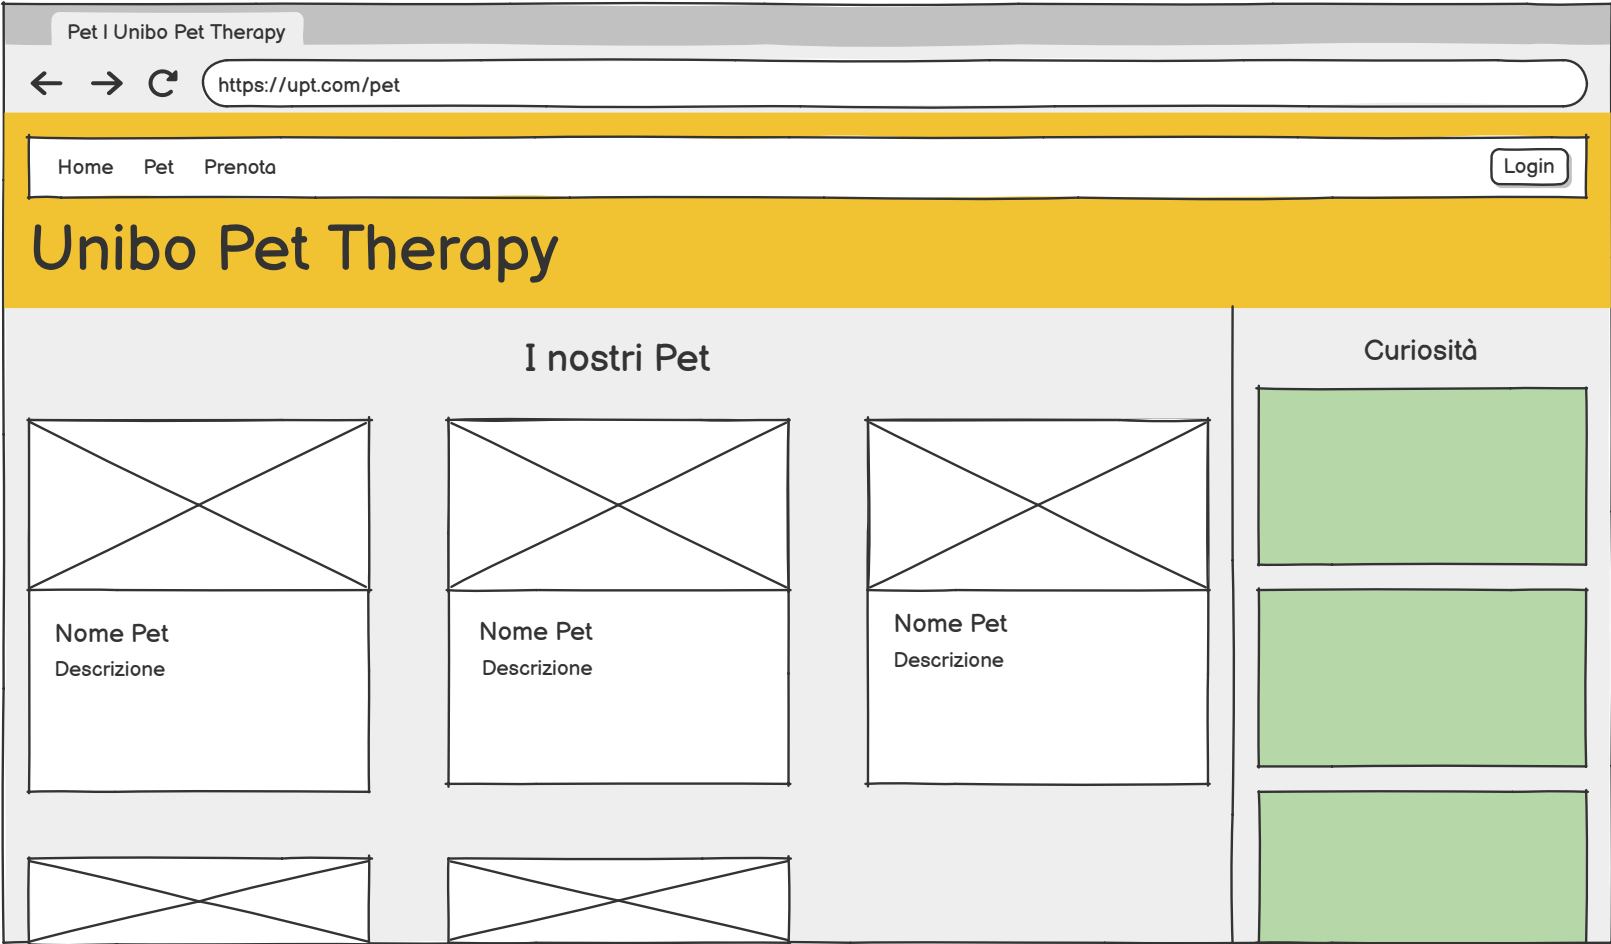 Pet | Unibo Pet Therapy
https://upt.com/pet
Home Pet Prenota Login
Unibo Pet Therapy
I nostri Pet
Curiosità
Nome Pet
Descrizione
Nome Pet
Descrizione
Nome Pet
Descrizione